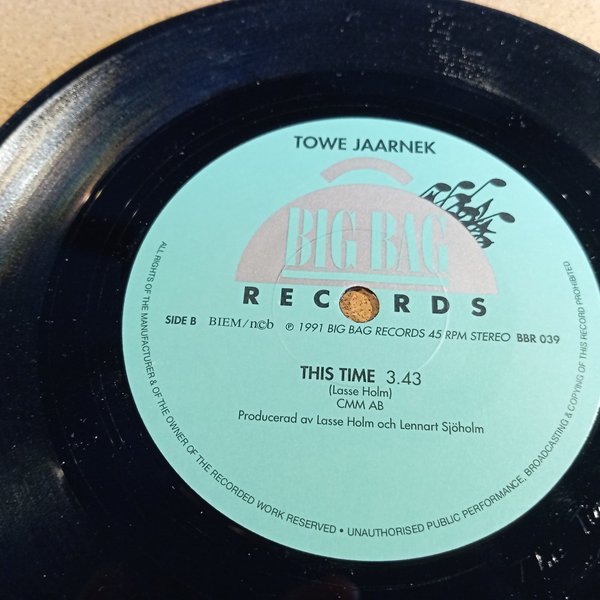 TOWE JAARNEK
BIG BAG
RECORDS
SIDE B BIEM/n©b ℗ 1991 BIG BAG RECORDS 45 RPM STEREO BBR 039
THIS TIME 3.43
(Lasse Holm)
CMM AB
Producerad av Lasse Holm och Lennart Sjöholm
ALL RIGHTS OF THE MANUFACTURER & OF THE OWNER OF THE RECORDED WORK RESERVED • UNAUTHORISED PUBLIC PERFORMANCE, BROADCASTING & COPYING OF THIS RECORD PROHIBITED